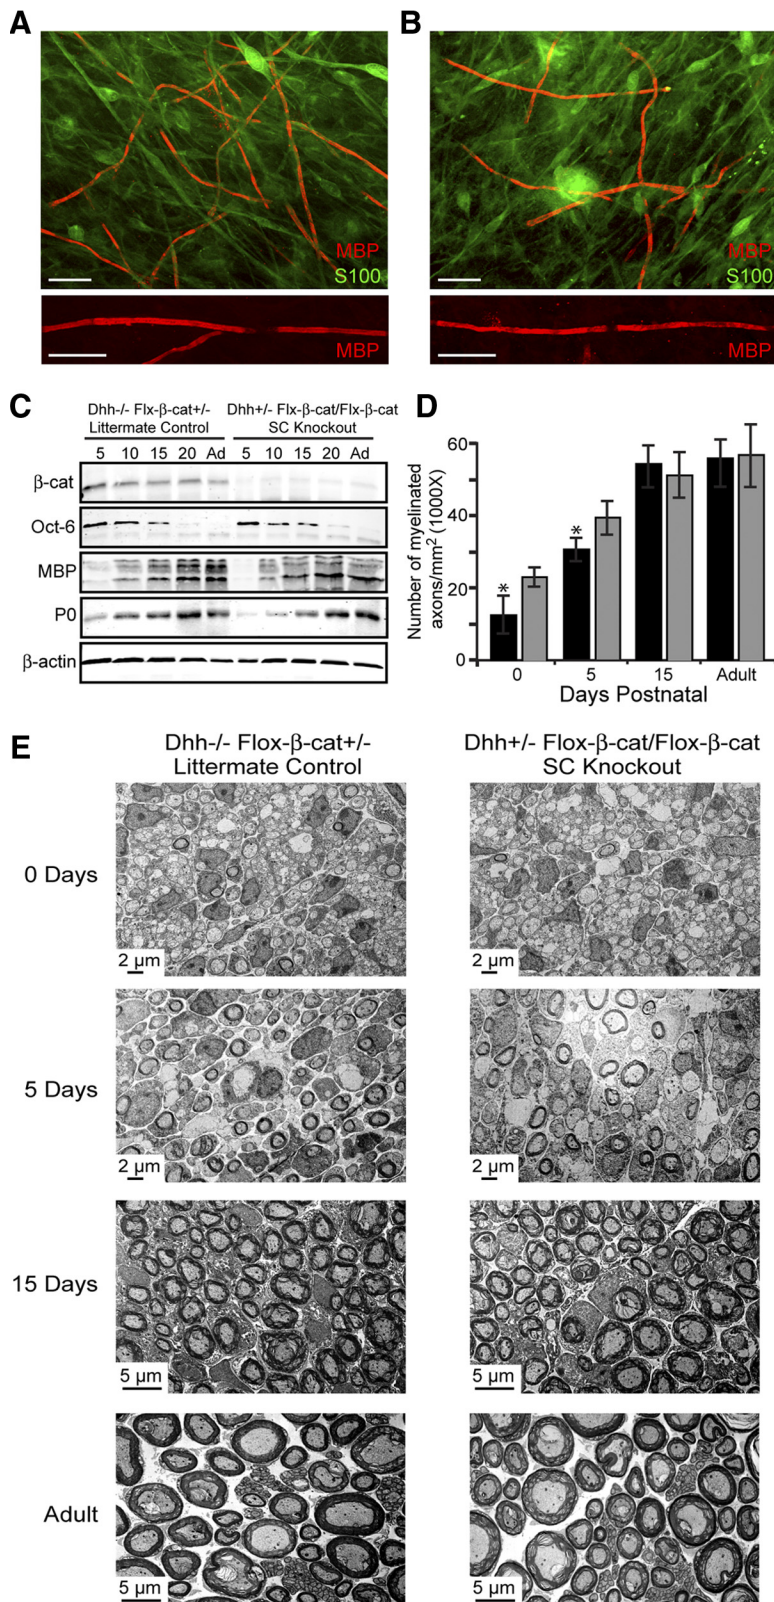 A
B
MBP
S100
MBP
S100
MBP
MBP
C
Dhh-/- Flx-β-cat+/-
Littermate Control
Dhh+/- Flx-β-cat/Flx-β-cat
SC Knockout
5 10 15 20 Ad 5 10 15 20 Ad
β-cat
Oct-6
MBP
P0
β-actin
D
Number of myelinated
axons/mm² (1000X)
60
40
20
0
*
*
0 5 15 Adult
Days Postnatal
E
Dhh-/- Flox-β-cat+/-
Littermate Control
Dhh+/- Flox-β-cat/Flox-β-cat
SC Knockout
0 Days
2 µm
2 µm
5 Days
2 µm
2 µm
15 Days
5 µm
5 µm
Adult
5 µm
5 µm